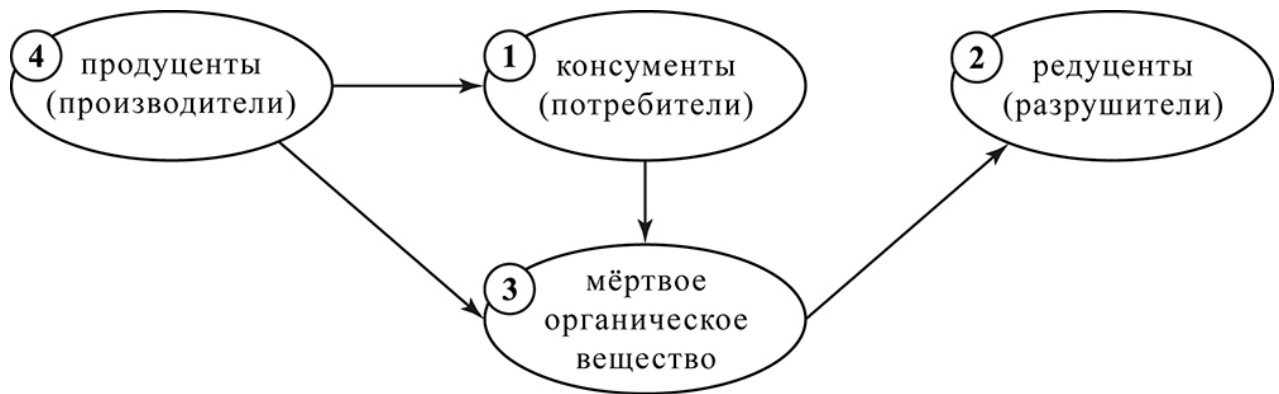 4
продуценты
(производители)
1
консументы
(потребители)
2
редуценты
(разрушители)
3
мёртвое
органическое
вещество